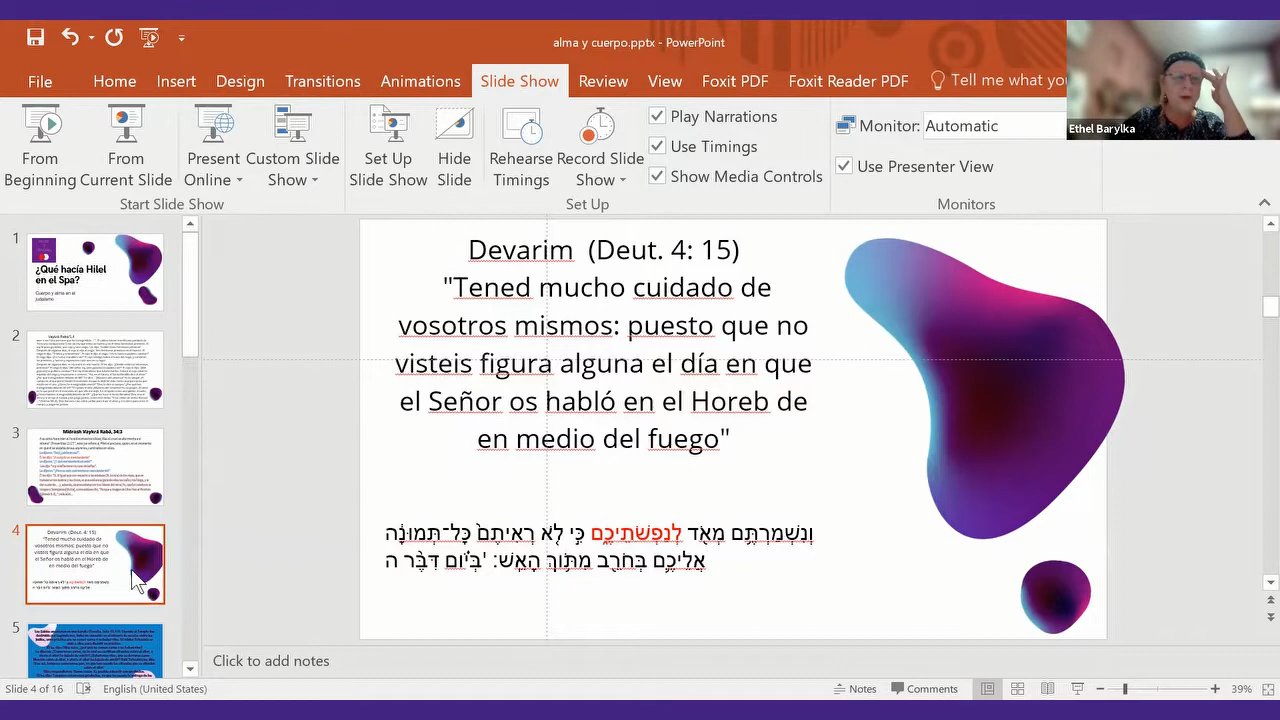 alma y cuerpo.pptx - PowerPoint
File Home Insert Design Transitions Animations Slide Show Review View Foxit PDF Foxit Reader PDF Tell me what you
Ethel Barylka
From Beginning
From Current Slide
Present Online
Custom Slide Show
Set Up Slide Show
Hide Slide
Rehearse Timings
Record Slide Show
Play Narrations
Use Timings
Show Media Controls
Monitor: Automatic
Use Presenter View
Start Slide Show
Set Up
Monitors
1
¿Qué hacía Hilel
en el Spa?
Cuerpo y alma en el
judaísmo
2
3
4
Devarim (Deut. 4: 15)
"Tened mucho cuidado de
vosotros mismos: puesto que no
visteis figura alguna el día en que
el Señor os habló en el Horeb de
en medio del fuego"
5
Devarim (Deut. 4: 15)
"Tened mucho cuidado de
vosotros mismos: puesto que no
visteis figura alguna el día en que
el Señor os habló en el Horeb de
en medio del fuego"
וְנִשְׁמַרְתֶּ֥ם מְאֹ֖ד לְנַפְשֹׁתֵיכֶ֑ם כִּ֣י לֹ֤א רְאִיתֶם֙ כָּל־תְּמוּנָ֔ה
אֲלֵיכֶ֛ם בְּחֹרֵ֖ב מִתּ֥וֹךְ הָאֵֽשׁ: 'בְּי֗וֹם דִּבֶּ֨ר ה
Click to add notes
Slide 4 of 16 English (United States) Notes Comments 39%